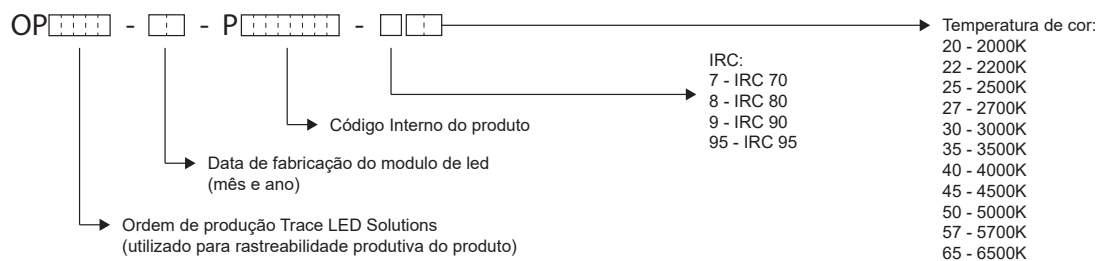 OP - - P -
Temperatura de cor:
20 - 2000K
22 - 2200K
25 - 2500K
27 - 2700K
30 - 3000K
35 - 3500K
40 - 4000K
45 - 4500K
50 - 5000K
57 - 5700K
65 - 6500K
IRC:
7 - IRC 70
8 - IRC 80
9 - IRC 90
95 - IRC 95
Código Interno do produto
Data de fabricação do modulo de led
(mês e ano)
Ordem de produção Trace LED Solutions
(utilizado para rastreabilidade produtiva do produto)